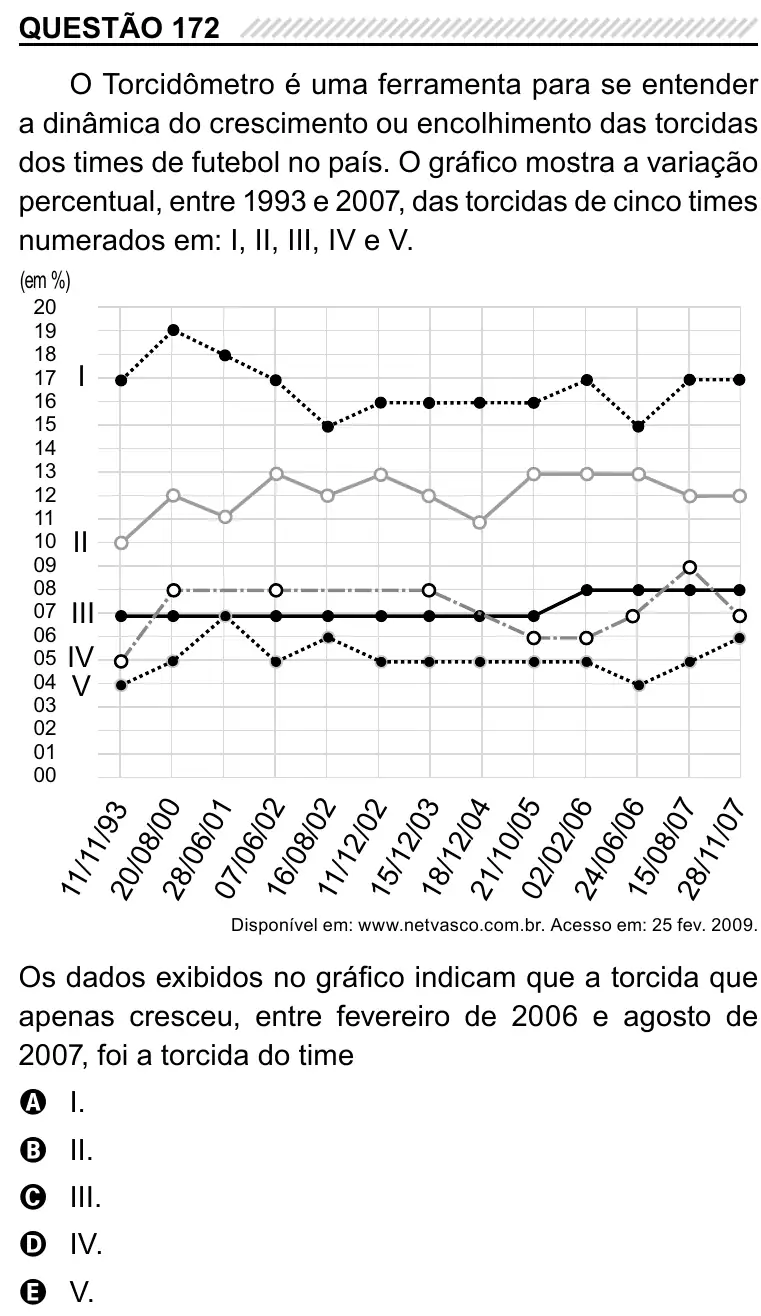 QUESTÃO 172
O Torcidômetro é uma ferramenta para se entender
a dinâmica do crescimento ou encolhimento das torcidas
dos times de futebol no país. O gráfico mostra a variação
percentual, entre 1993 e 2007, das torcidas de cinco times
numerados em: I, II, III, IV e V.
(em %)
20
19
18
17 I
16
15
14
13
12
11
10 II
09
08
07 III
06
05 IV
04 V
03
02
01
00
11/11/93
20/08/00
28/06/01
07/06/02
16/08/02
11/12/02
15/12/03
18/12/04
21/10/05
02/02/06
24/06/06
15/08/07
28/11/07
Disponível em: www.netvasco.com.br. Acesso em: 25 fev. 2009.
Os dados exibidos no gráfico indicam que a torcida que
apenas cresceu, entre fevereiro de 2006 e agosto de
2007, foi a torcida do time
A I.
B II.
C III.
D IV.
E V.